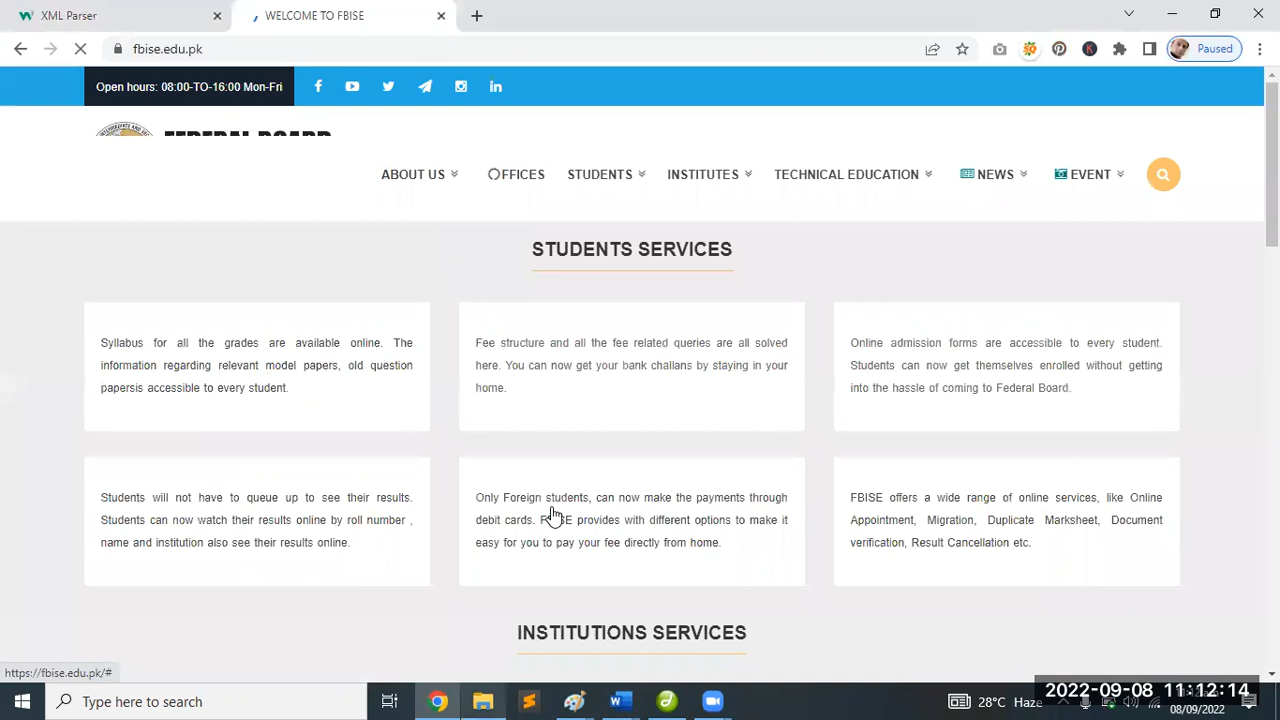 XML Parser
WELCOME TO FBISE
fbise.edu.pk
Paused
Open hours: 08:00-TO-16:00 Mon-Fri
FEDERAL BOARD
ABOUT US OFFICES STUDENTS INSTITUTES TECHNICAL EDUCATION NEWS EVENT
STUDENTS SERVICES
Syllabus for all the grades are available online. The
information regarding relevant model papers, old question
papersis accessible to every student.
Fee structure and all the fee related queries are all solved
here. You can now get your bank challans by staying in your
home.
Online admission forms are accessible to every student.
Students can now get themselves enrolled without getting
into the hassle of coming to Federal Board.
Students will not have to queue up to see their results.
Students can now watch their results online by roll number ,
name and institution also see their results online.
Only Foreign students, can now make the payments through
debit cards. FBISE provides with different options to make it
easy for you to pay your fee directly from home.
FBISE offers a wide range of online services, like Online
Appointment, Migration, Duplicate Marksheet, Document
verification, Result Cancellation etc.
INSTITUTIONS SERVICES
https://fbise.edu.pk/#
Type here to search
28°C Haze
2022-09-08 11:12:14
08/09/2022